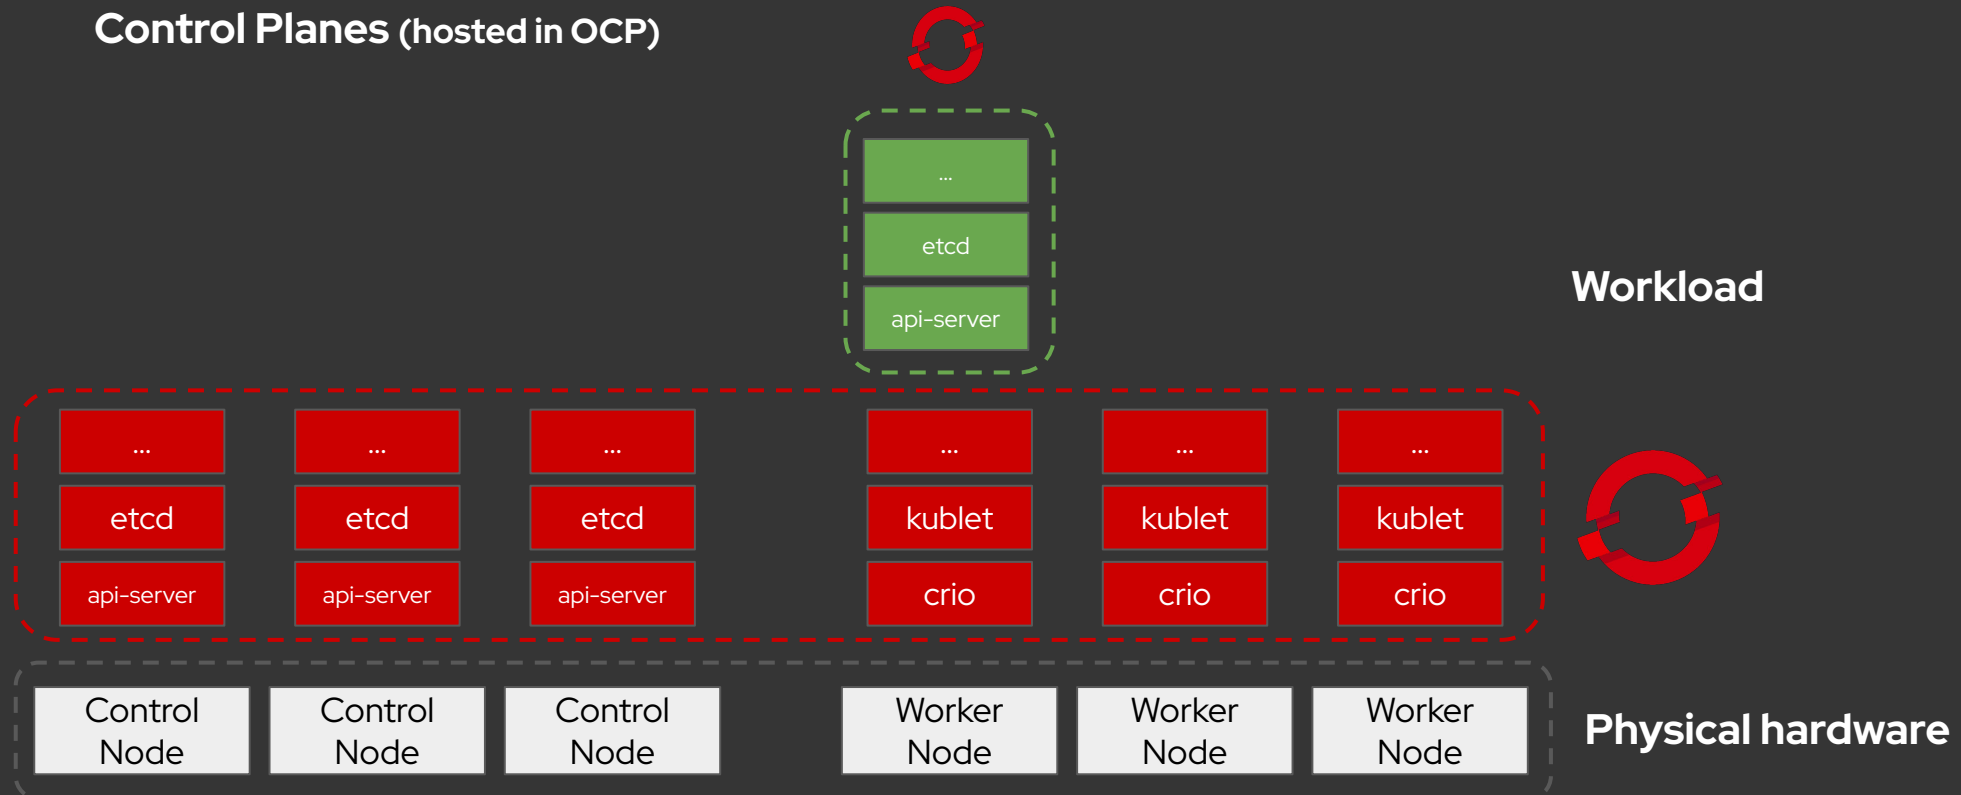 Control Planes (hosted in OCP)
...
etcd
api-server
Workload
... ... ... ... ... ...
etcd etcd etcd kublet kublet kublet
api-server api-server api-server crio crio crio
Control Control Control Worker Worker Worker
Node Node Node Node Node Node
Physical hardware